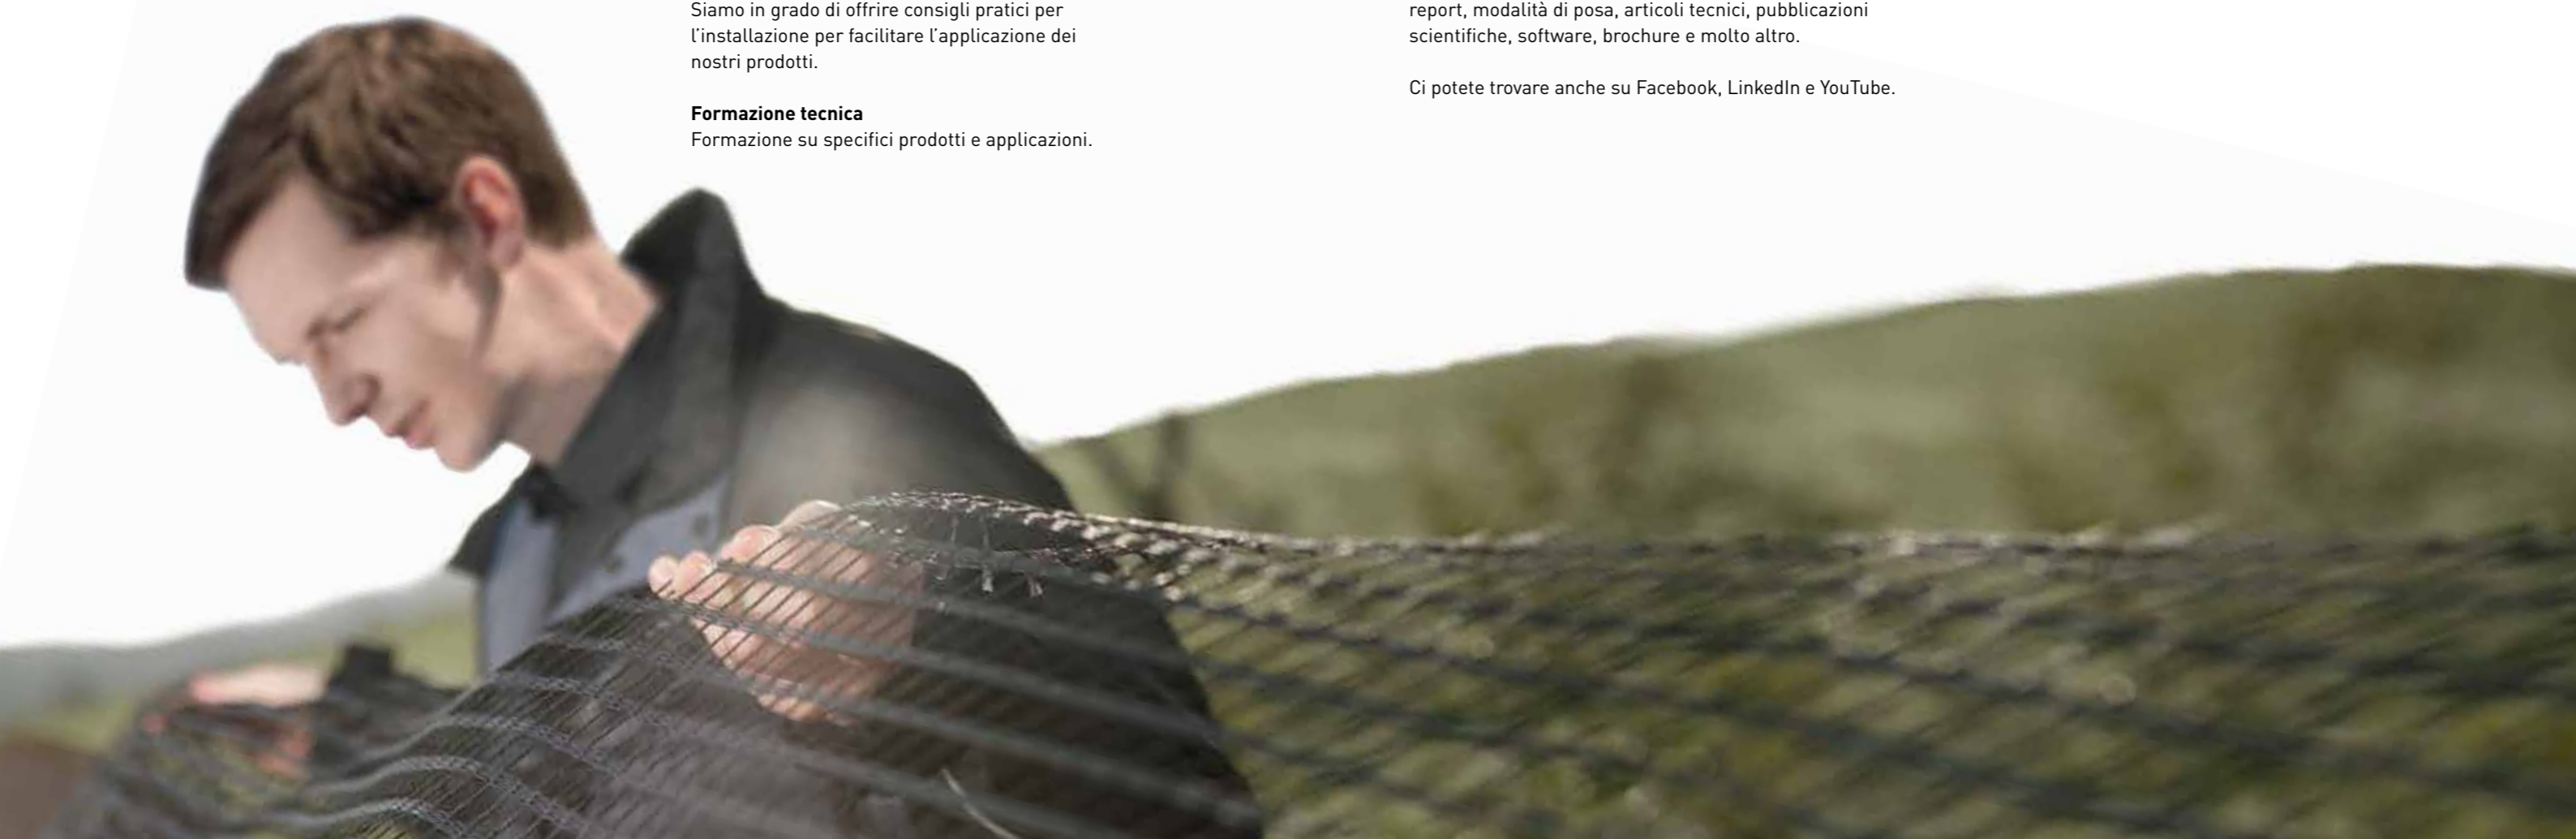 Siamo in grado di offrire consigli pratici per
l'installazione per facilitare l'applicazione dei
nostri prodotti.
Formazione tecnica
Formazione su specifici prodotti e applicazioni.
report, modalità di posa, articoli tecnici, pubblicazioni
scientifiche, software, brochure e molto altro.
Ci potete trovare anche su Facebook, LinkedIn e YouTube.